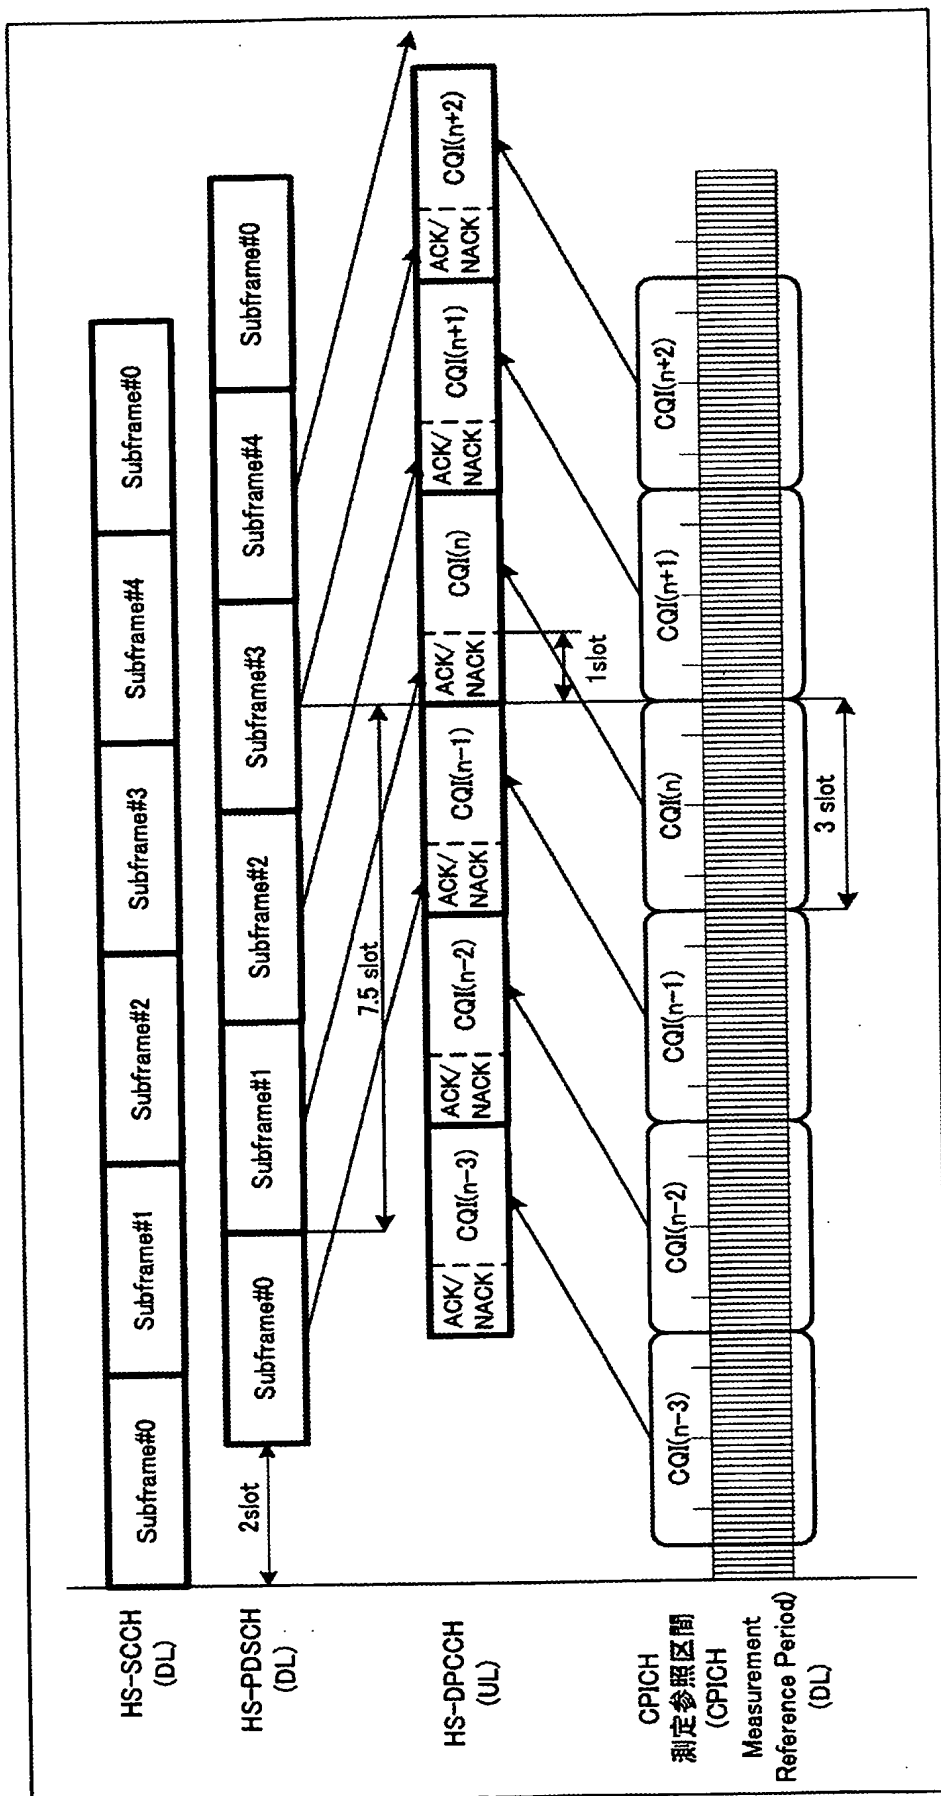 HS-SCCH
(DL)
Subframe#0
Subframe#1
Subframe#2
Subframe#3
Subframe#4
Subframe#0
HS-PDSCH
(DL)
2slot
Subframe#0
Subframe#1
Subframe#2
Subframe#3
Subframe#4
Subframe#0
7.5 slot
HS-DPCCH
(UL)
ACK/
NACK
CQI(n-3)
ACK/
NACK
CQI(n-2)
ACK/
NACK
CQI(n-1)
ACK/
NACK
CQI(n)
ACK/
NACK
CQI(n+1)
ACK/
NACK
CQI(n+2)
1slot
CPICH
測定参照区間
(CPICH
Measurement
Reference Period)
(DL)
CQI(n-3)
CQI(n-2)
CQI(n-1)
CQI(n)
CQI(n+1)
CQI(n+2)
3 slot